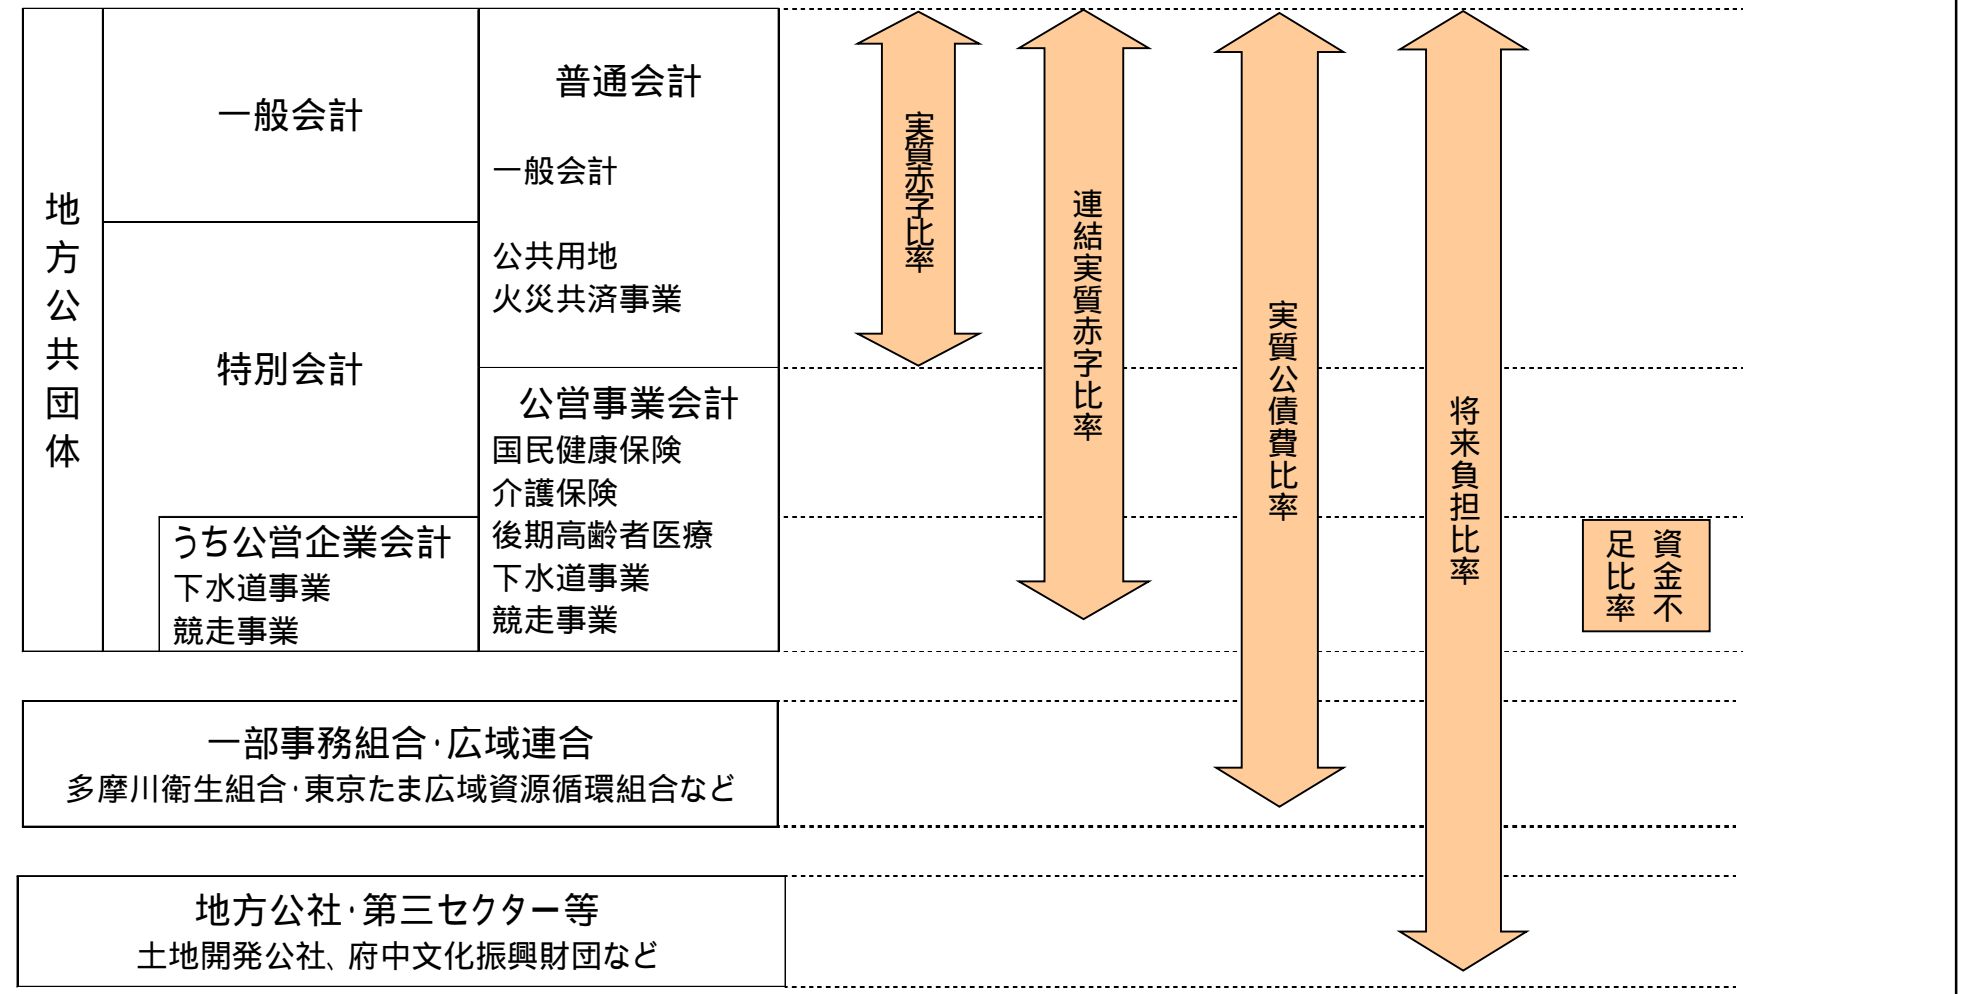 地方公共団体
一般会計
特別会計
うち公営企業会計
下水道事業
競走事業
普通会計
一般会計
公共用地
火災共済事業
公営事業会計
国民健康保険
介護保険
後期高齢者医療
下水道事業
競走事業
実質赤字比率
連結実質赤字比率
実質公債費比率
将来負担比率
資金不
足比率
一部事務組合・広域連合
多摩川衛生組合・東京たま広域資源循環組合など
地方公社・第三セクター等
土地開発公社、府中文化振興財団など